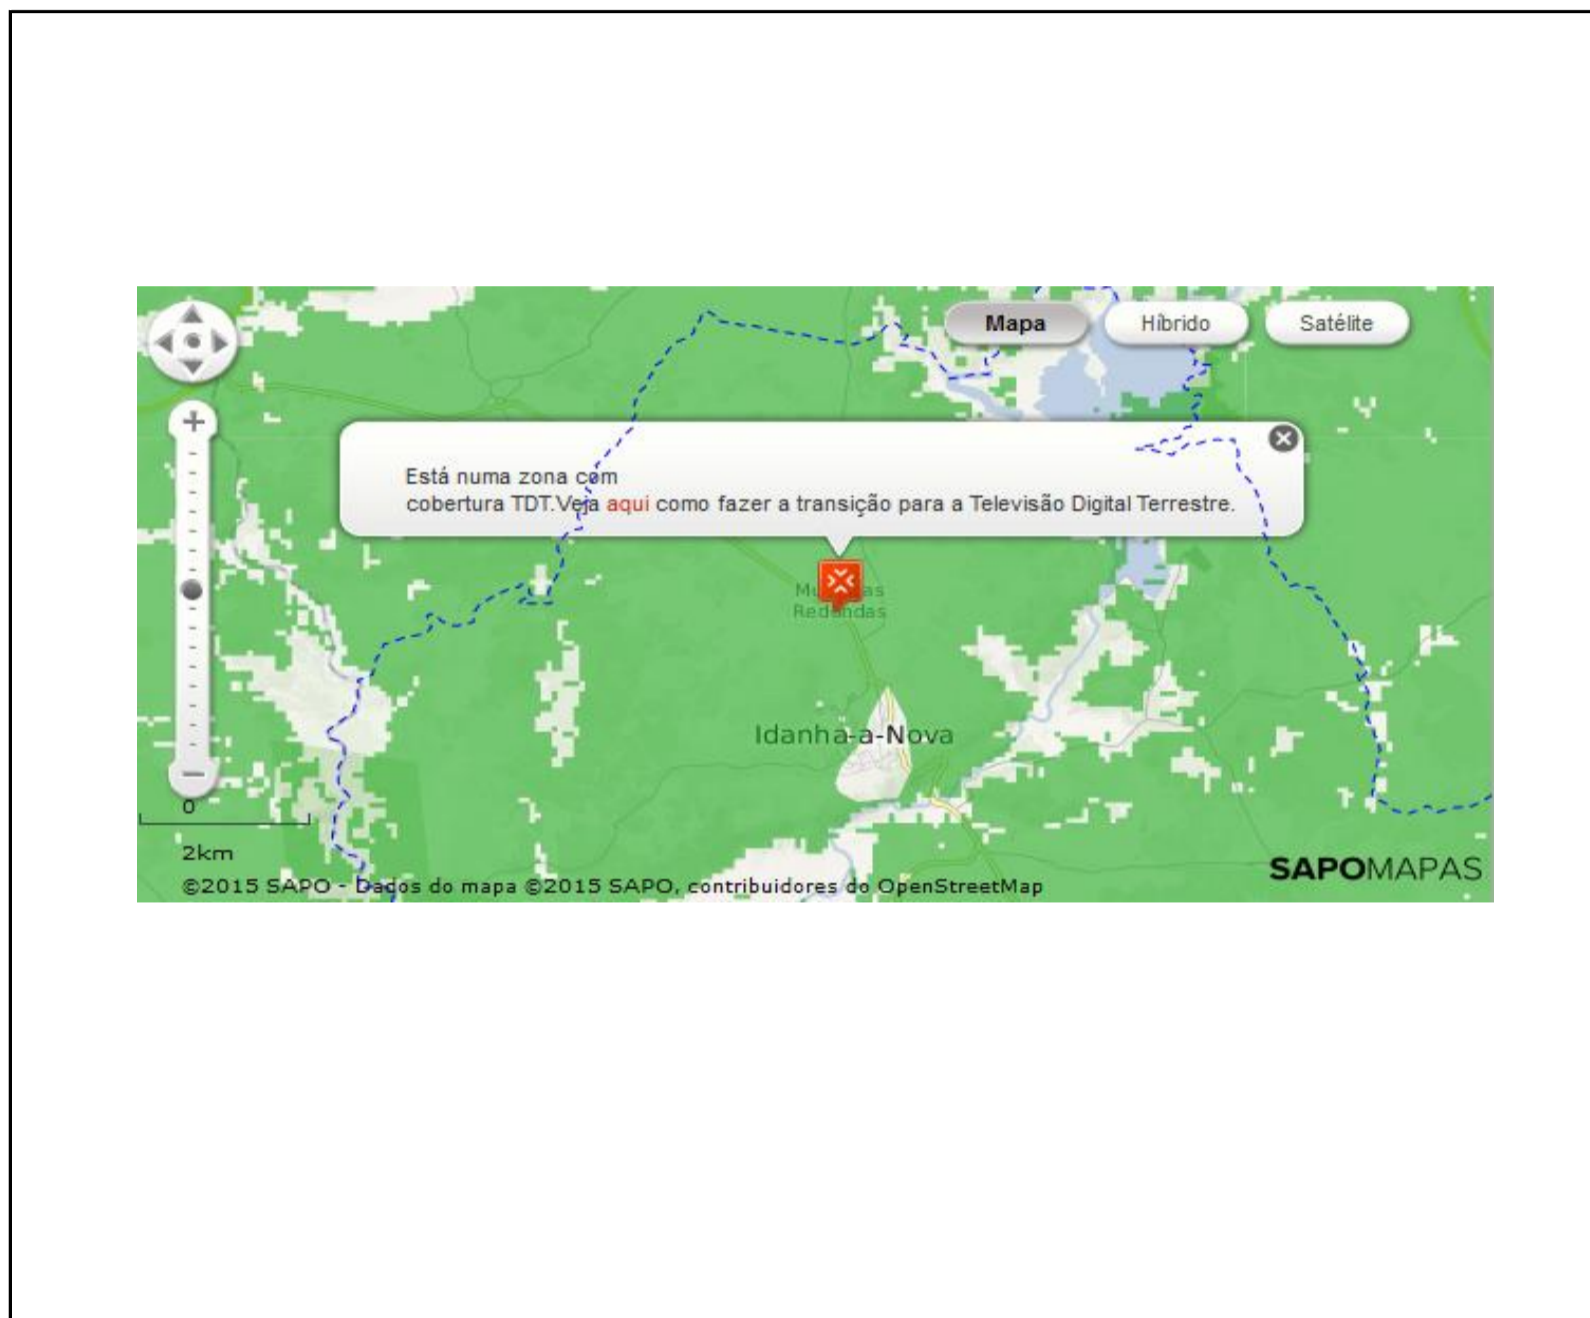 Mapa
Híbrido
Satélite
Está numa zona com
cobertura TDT.Veja aqui como fazer a transição para a Televisão Digital Terrestre.
Redondas
Idanha-a-Nova
0
2km
SAPOMAPAS
©2015 SAPO - Dados do mapa ©2015 SAPO, contribuidores do OpenStreetMap